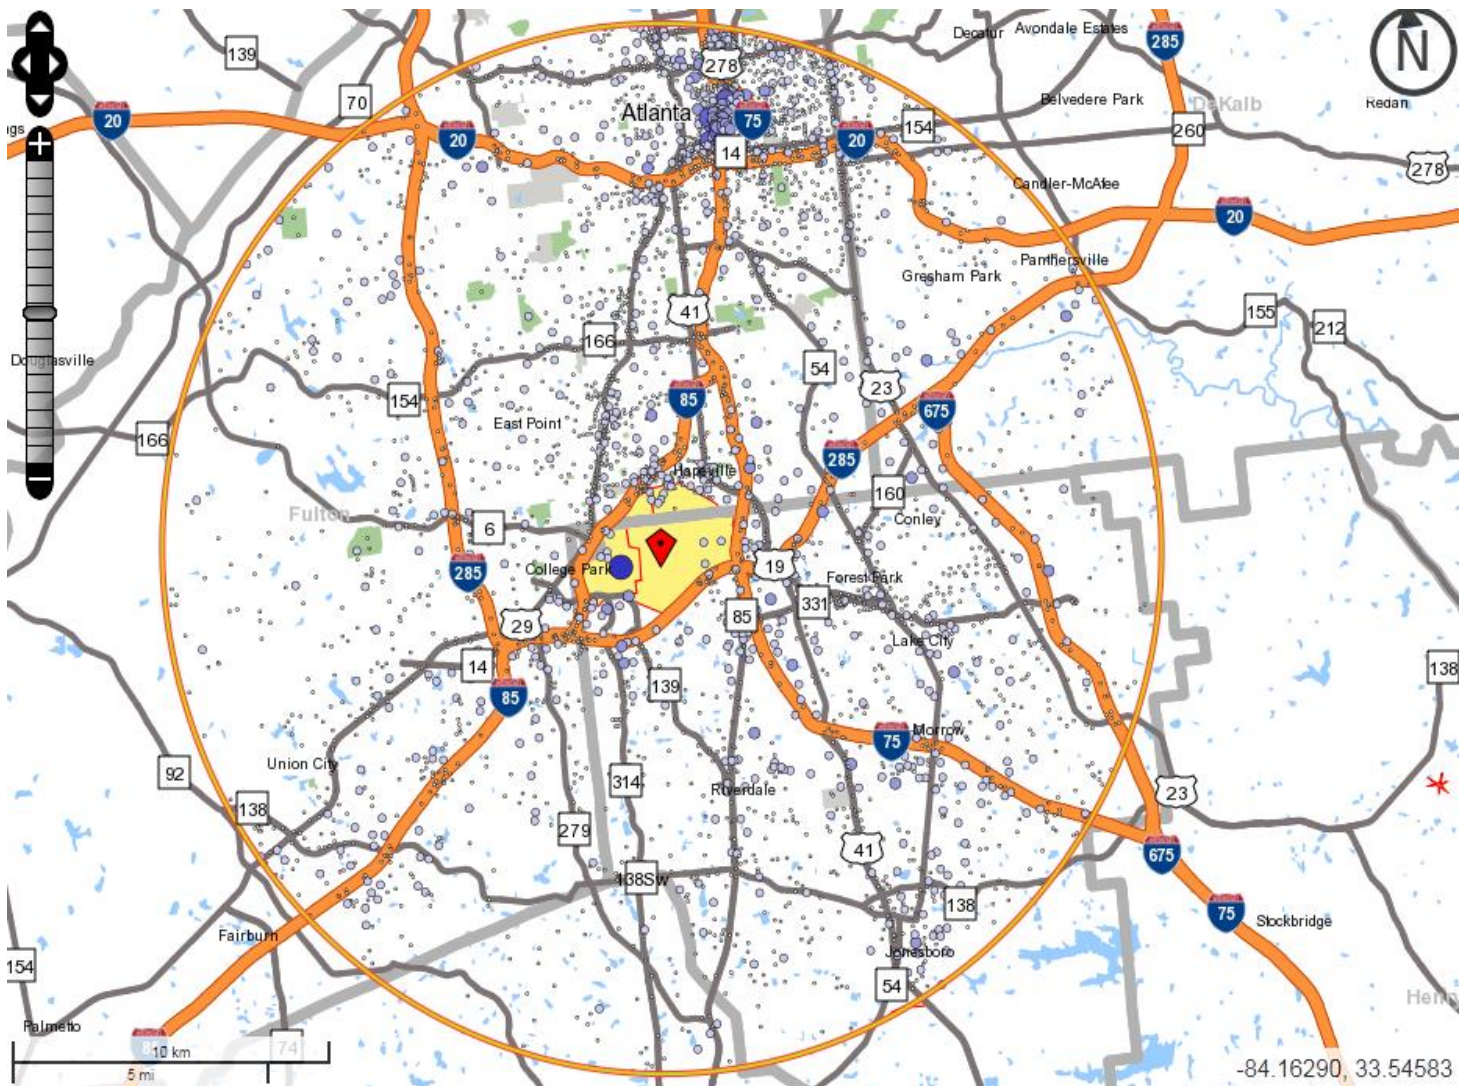 Decatur
Avondale Estates
285
N
139
278
70
Belvedere Park
DeKalb
Redan
20
Atlanta
75
20
20
154
260
14
278
Candler-McAfee
20
Gresham Park
Panthersville
41
155
212
166
54
Douglasville
23
85
154
675
East Point
166
285
Hapeville
160
Fulton
Conley
6
285
College Park
19
Forest Park
331
85
29
Lake City
14
138
139
85
75
Morrow
Union City
92
314
Riverdale
23
138
279
41
675
138Sw
138
75
Stockbridge
Fairburn
Jonesboro
154
54
Palmetto
74
10 km
5 mi
-84.16290, 33.54583